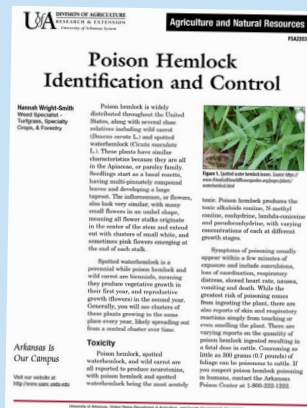 UA DIVISION OF AGRICULTURE
RESEARCH & EXTENSION
University of Arkansas System
Agriculture and Natural Resources
FSA2203
Poison Hemlock
Identification and Control
Hannah Wright-Smith
Weed Specialist -
Turfgrass, Specialty
Crops, & Forestry
Poison hemlock is widely
distributed throughout the United
States, along with several close
relatives including wild carrot
(Daucus carota L.) and spotted
waterhemlock (Cicuta maculata
L.). These plants have similar
characteristics because they are all
in the Apiaceae, or parsley family.
Seedlings start as a basal rosette,
having multi-pinnately compound
leaves and developing a large
taproot. The inflorescence, or flowers,
also look very similar, with many
small flowers in an umbel shape,
meaning all flower stalks originate
in the center of the stem and extend
out with clusters of small white, and
sometimes pink flowers emerging at
the end of each stalk.
Spotted waterhemlock is a
perennial while poison hemlock and
wild carrot are biennials, meaning
they produce vegetative growth in
their first year, and reproductive
growth (flowers) in the second year.
Generally, you will see clusters of
these plants growing in the same
place every year, likely spreading out
from a central cluster over time.
Toxicity
Poison hemlock, spotted
waterhemlock, and wild carrot are
all reported to produce neurotoxins,
with poison hemlock and spotted
waterhemlock being the most acutely
Figure 1. Spotted water hemlock leaves. Source:
toxic. Poison hemlock produces the
toxic alkaloids coniine, N-methyl
coniine, conhydrine, lambda-coniceine
and pseudoconhydrine, with varying
concentrations of each at different
growth stages.
Symptoms of poisoning usually
appear within a few minutes of
exposure and include convulsions,
loss of coordination, respiratory
distress, slowed heart rate, nausea,
vomiting and death. While the
greatest risk of poisoning comes
from ingesting the plant, there are
also reports of skin and respiratory
reactions simply from touching or
even smelling the plant. There are
varying reports on the quantity of
poison hemlock ingested resulting in
a fatal dose in cattle. Consuming as
little as 300 grams (0.7 pounds) of
foliage can be poisonous to cattle. If
you suspect poison hemlock poisoning
in humans, contact the Arkansas
Poison Center at 1-800-222-1222.
Arkansas Is
Our Campus
Visit our website at:
http://www.uaex.uada.edu